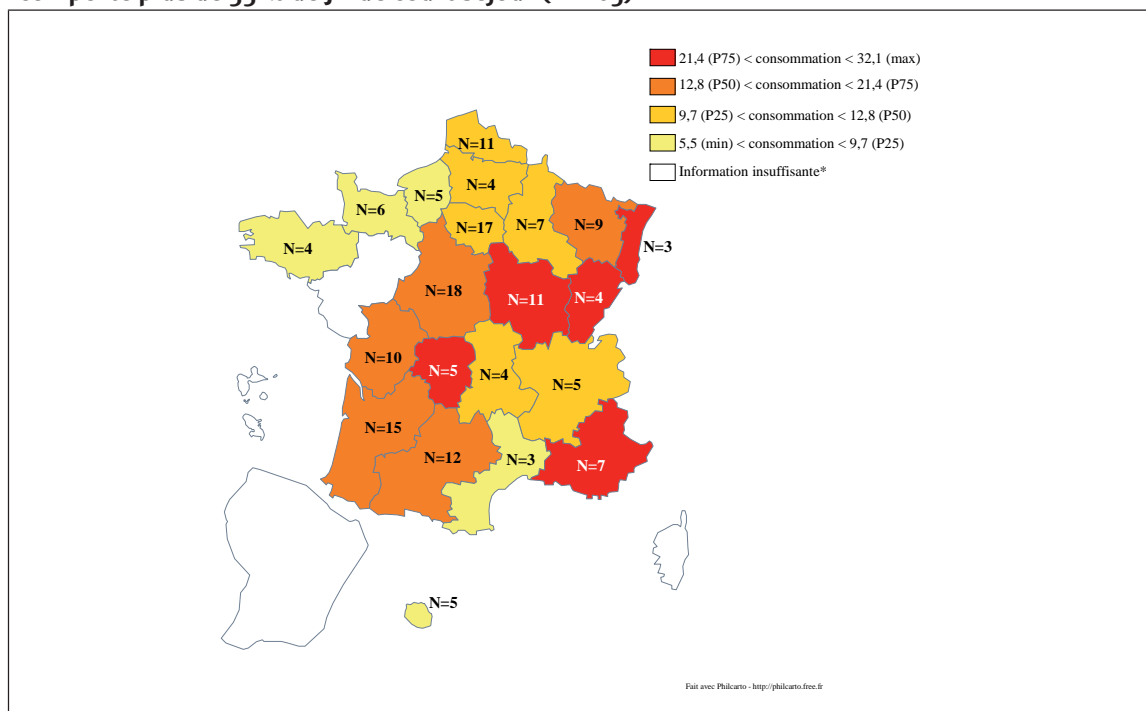 21,4 (P75) < consommation < 32,1 (max)
12,8 (P50) < consommation < 21,4 (P75)
9,7 (P25) < consommation < 12,8 (P50)
5,5 (min) < consommation < 9,7 (P25)
Information insuffisante*
N=11
N=4
N=5
N=6
N=17
N=7
N=9
N=3
N=4
N=18
N=11
N=4
N=10
N=5
N=4
N=5
N=15
N=12
N=3
N=7
N=5
Fait avec Philcarto - http://philcarto.free.fr